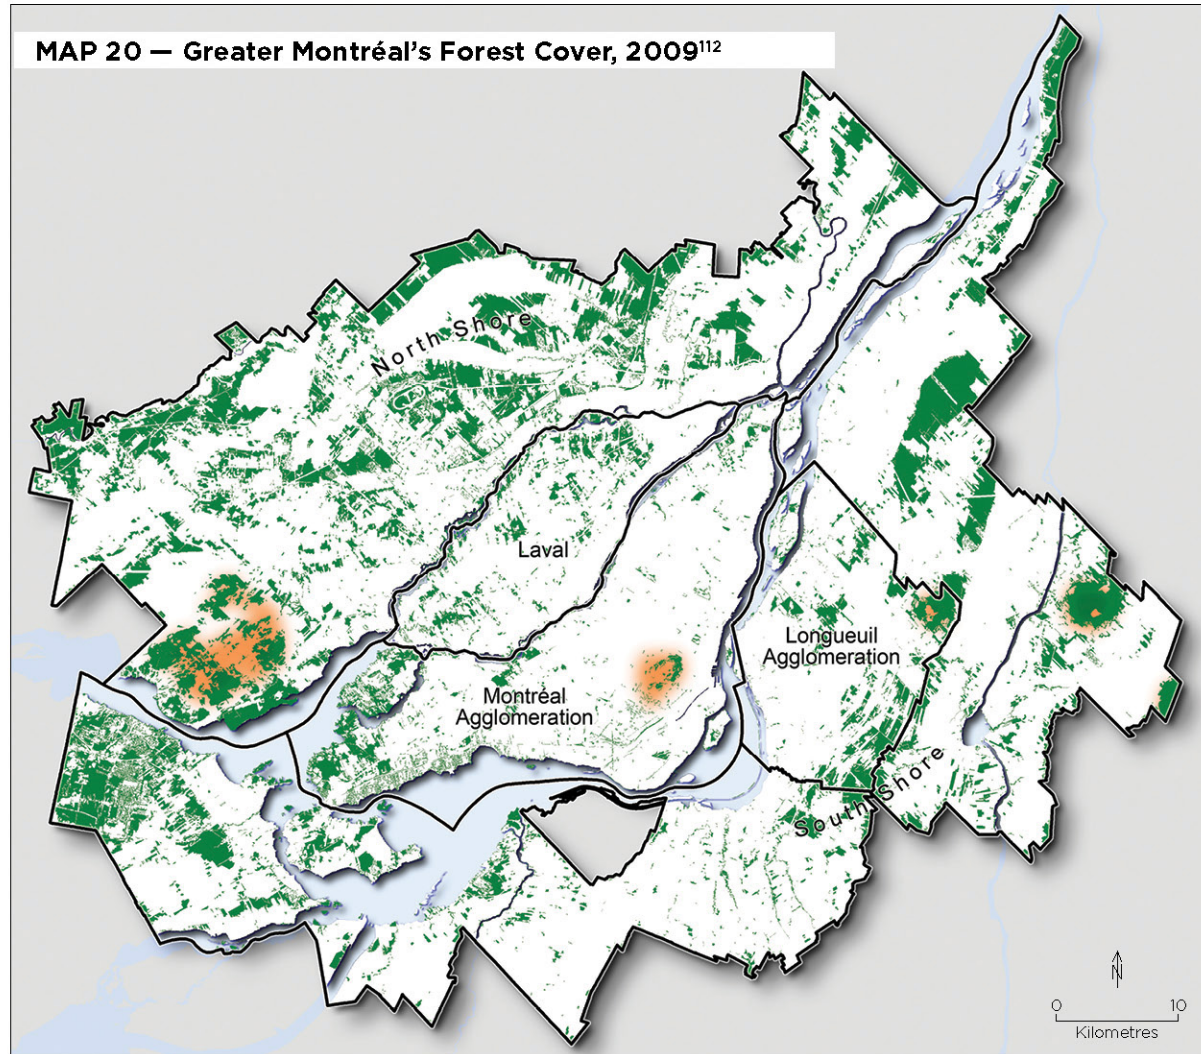 MAP 20 — Greater Montréal's Forest Cover, 2009¹¹²
North Shore
Laval
Longueuil
Agglomeration
Montréal
Agglomeration
South Shore
N
0 10
Kilometres